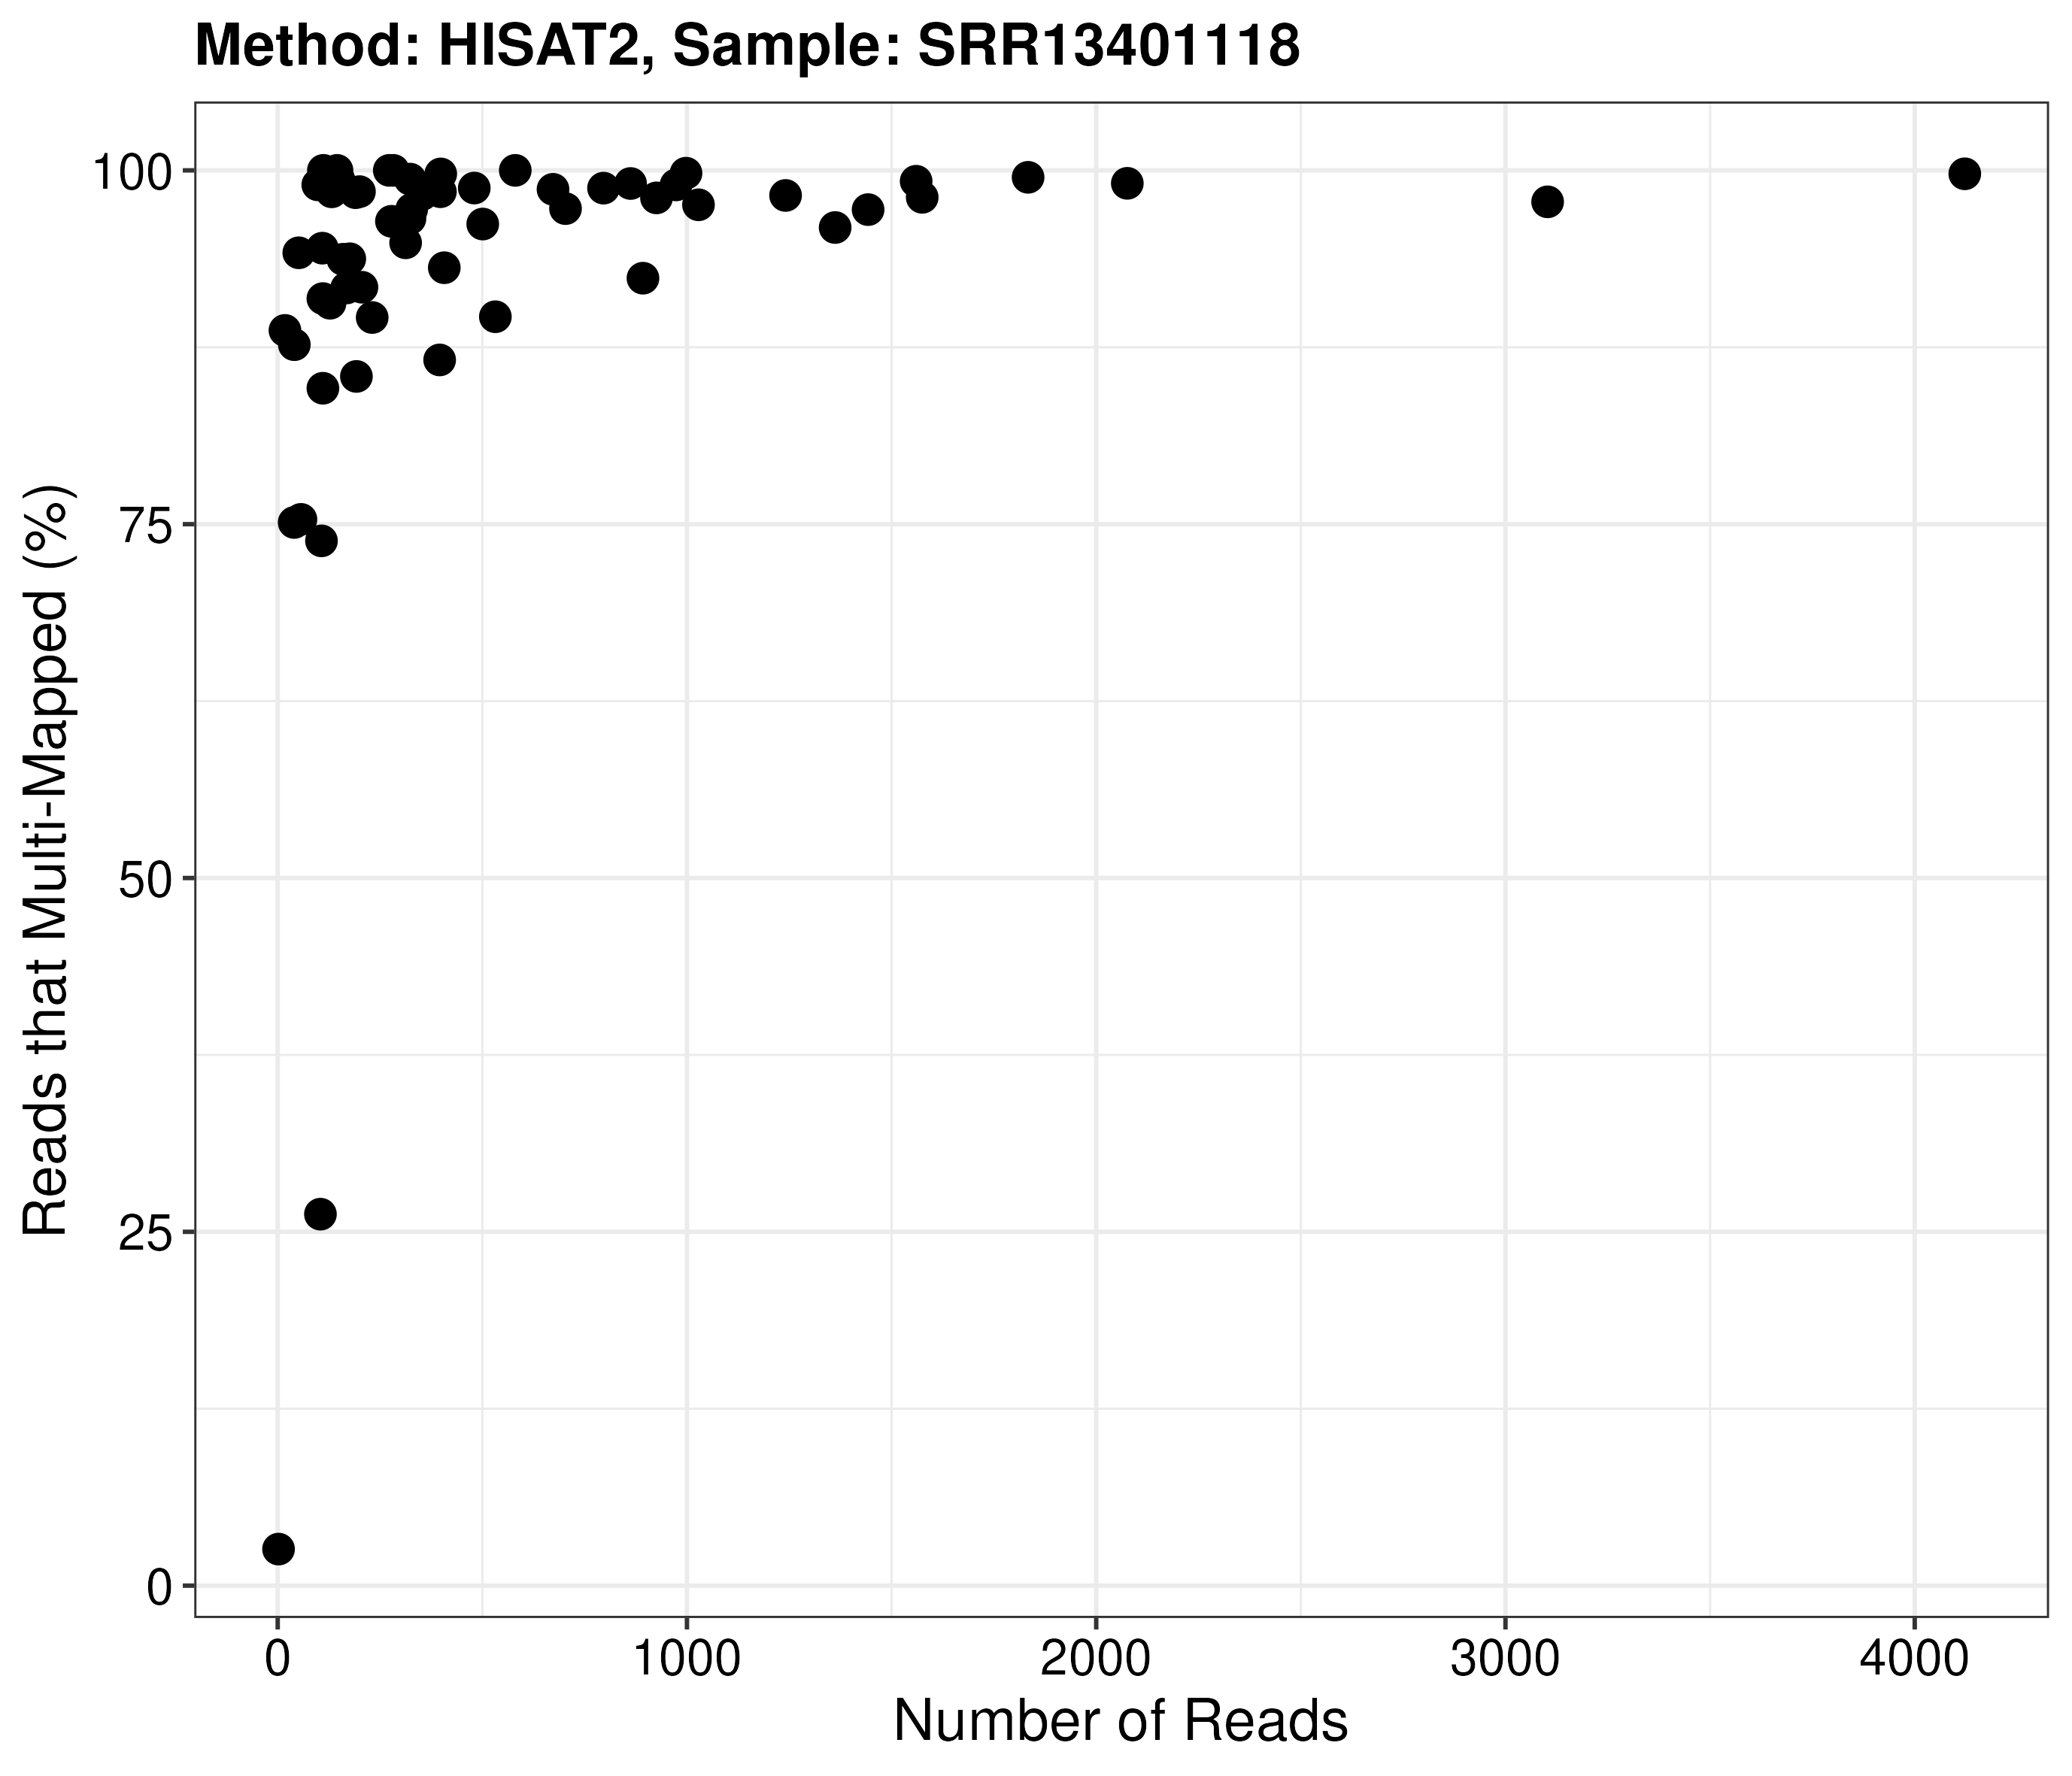 Method: HISAT2, Sample: SRR13401118
Reads that Multi-Mapped (%)
100
75
50
25
0
0 1000 2000 3000 4000
Number of Reads